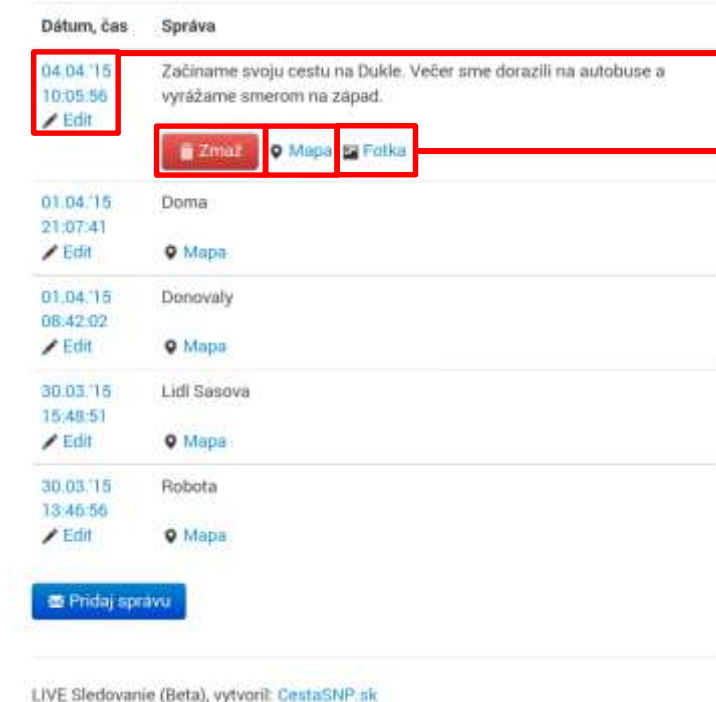 Dátum, čas Správa
04.04.'15 Začíname svoju cestu na Dukle. Večer sme dorazili na autobuse a
10:05:56 vyrážame smerom na západ.
Edit
Zmaž Mapa Fotka
01.04.'15 Doma
21:07:41
Edit Mapa
01.04.'15 Donovaly
08:42:02
Edit Mapa
30.03.'15 Lidl Sasova
15:48:51
Edit Mapa
30.03.'15 Robota
13:46:56
Edit Mapa
Pridaj správu
LIVE Sledovanie (Beta), vytvoril: CestaSNP.sk